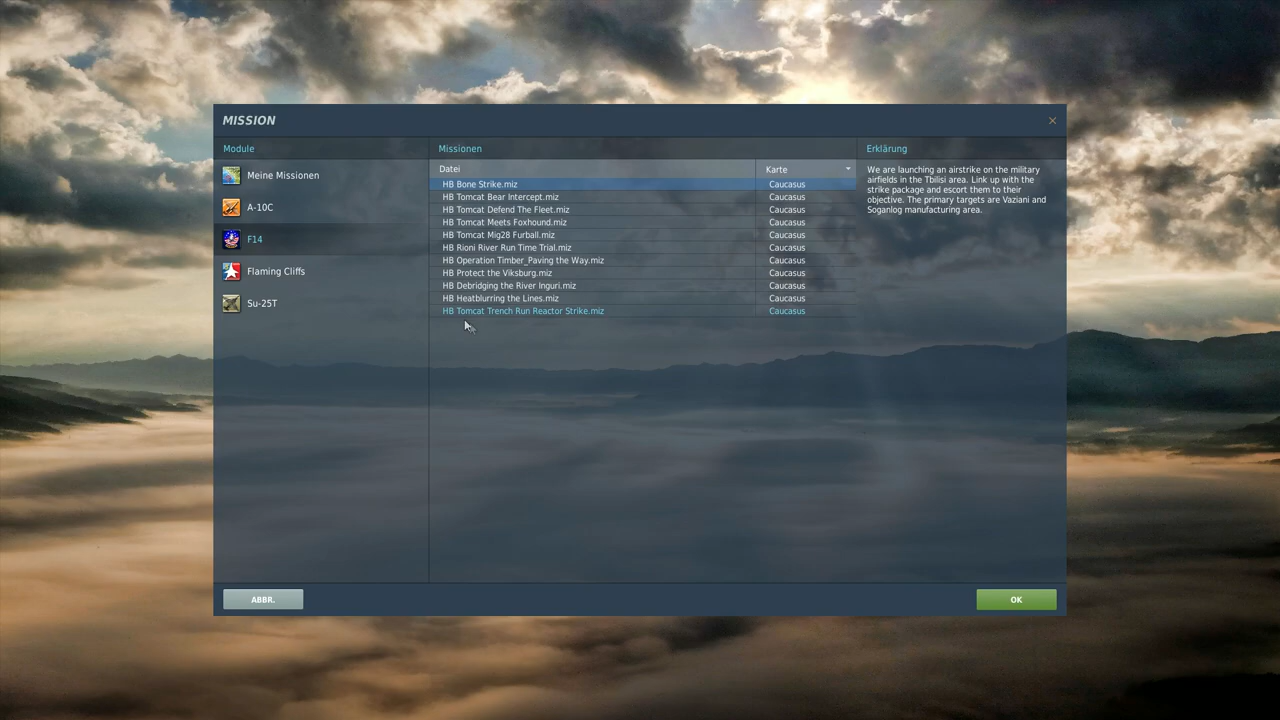 MISSION
Module
Missionen
Erklärung
Meine Missionen
A-10C
F14
Flaming Cliffs
Su-25T
Datei Karte
HB Bone Strike.miz Caucasus
HB Tomcat Bear Intercept.miz Caucasus
HB Tomcat Defend The Fleet.miz Caucasus
HB Tomcat Meets Foxhound.miz Caucasus
HB Tomcat Mig28 Furball.miz Caucasus
HB Rioni River Run Time Trial.miz Caucasus
HB Operation Timber_Paving the Way.miz Caucasus
HB Protect the Viksburg.miz Caucasus
HB Debridging the River Inguri.miz Caucasus
HB Heatblurring the Lines.miz Caucasus
HB Tomcat Trench Run Reactor Strike.miz Caucasus
We are launching an airstrike on the military
airfields in the Tbilisi area. Link up with the
strike package and escort them to their
objective. The primary targets are Vaziani and
Soganlog manufacturing area.
ABBR.
OK